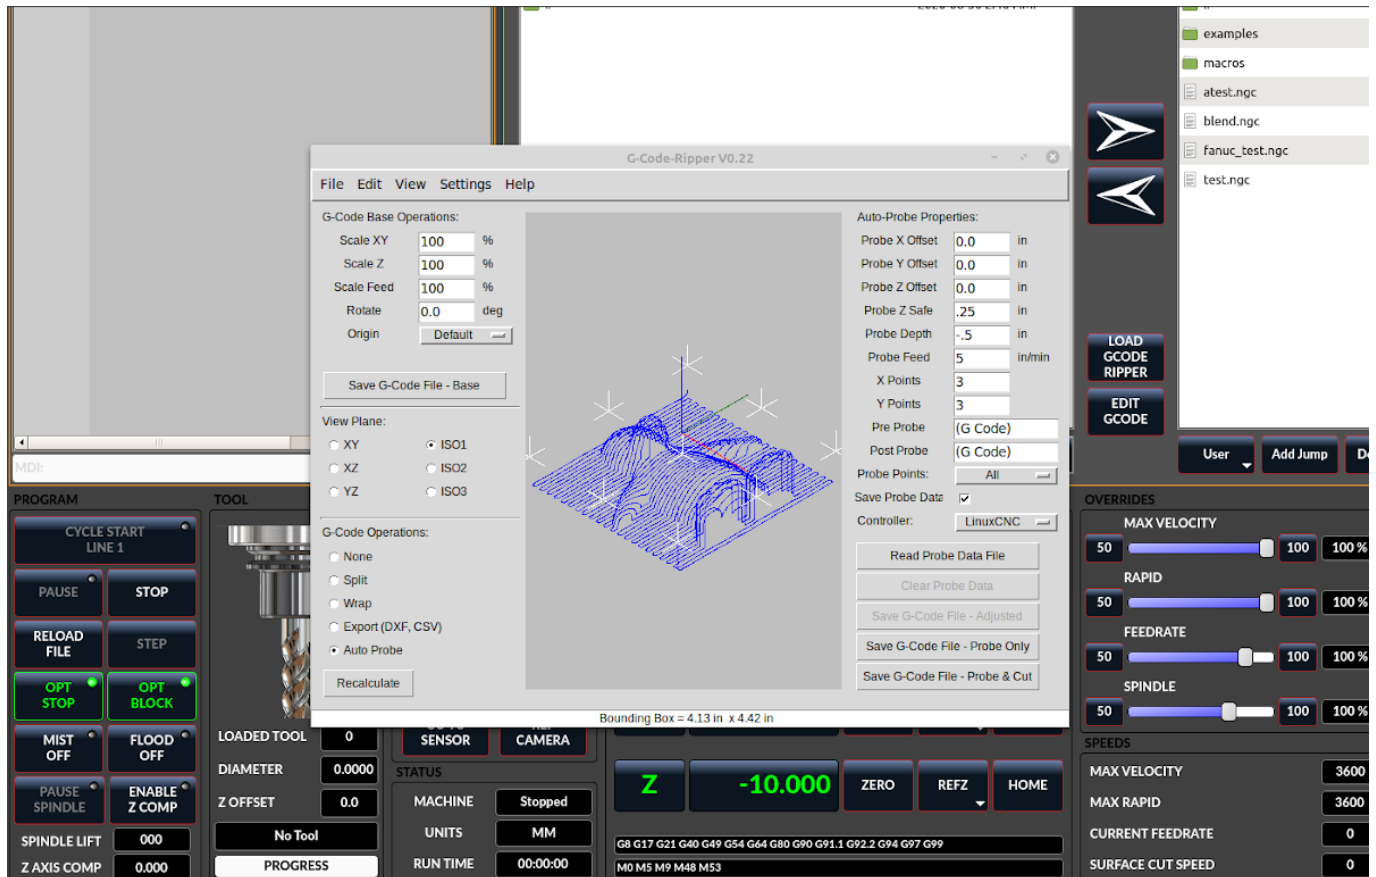 examples
macros
atest.ngc
blend.ngc
fanuc_test.ngc
test.ngc
G-Code-Ripper V0.22
File Edit View Settings Help
G-Code Base Operations:
Scale XY 100 %
Scale Z 100 %
Scale Feed 100 %
Rotate 0.0 deg
Origin Default
Save G-Code File - Base
View Plane:
XY ISO1
XZ ISO2
YZ ISO3
G-Code Operations:
None
Split
Wrap
Export (DXF, CSV)
Auto Probe
Recalculate
Auto-Probe Properties:
Probe X Offset 0.0 in
Probe Y Offset 0.0 in
Probe Z Offset 0.0 in
Probe Z Safe .25 in
Probe Depth -.5 in
Probe Feed 5 in/min
X Points 3
Y Points 3
Pre Probe (G Code)
Post Probe (G Code)
Probe Points: All
Save Probe Data
Controller: LinuxCNC
Read Probe Data File
Clear Probe Data
Save G-Code File - Adjusted
Save G-Code File - Probe Only
Save G-Code File - Probe & Cut
Bounding Box = 4.13 in x 4.42 in
LOAD
GCODE
RIPPER
EDIT
GCODE
User Add Jump
MDI:
PROGRAM
CYCLE START
LINE 1
PAUSE STOP
RELOAD
FILE
STEP
OPT
STOP
OPT
BLOCK
MIST
OFF
FLOOD
OFF
PAUSE
SPINDLE
ENABLE
Z COMP
SPINDLE LIFT 000
Z AXIS COMP 0.000
TOOL
LOADED TOOL 0
DIAMETER 0.0000
Z OFFSET 0.0
No Tool
PROGRESS
SENSOR
CAMERA
STATUS
MACHINE Stopped
UNITS MM
RUN TIME 00:00:00
Z -10.000 ZERO REFZ HOME
G8 G17 G21 G40 G49 G54 G64 G80 G90 G91.1 G92.2 G94 G97 G99
M0 M5 M9 M48 M53
OVERRIDES
MAX VELOCITY
50 100 100 %
RAPID
50 100 100 %
FEEDRATE
50 100 100 %
SPINDLE
50 100 100 %
SPEEDS
MAX VELOCITY 3600
MAX RAPID 3600
CURRENT FEEDRATE 0
SURFACE CUT SPEED 0